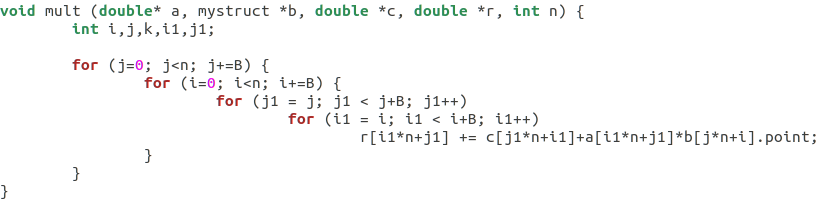 void mult (double* a, mystruct *b, double *c, double *r, int n) {
        int i,j,k,i1,j1;

        for (j=0; j<n; j+=B) {
                for (i=0; i<n; i+=B) {
                        for (j1 = j; j1 < j+B; j1++)
                                for (i1 = i; i1 < i+B; i1++)
                                        r[i1*n+j1] += c[j1*n+i1]+a[i1*n+j1]*b[j*n+i].point;
                }
        }
}